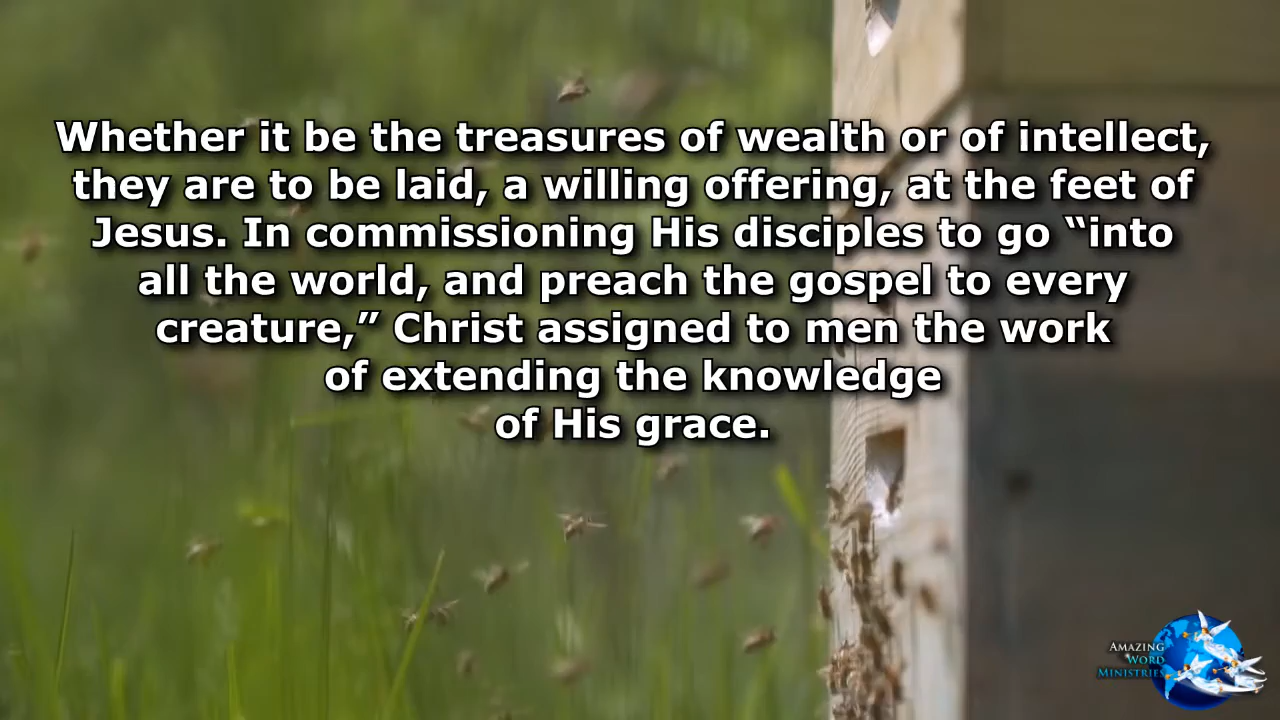 Whether it be the treasures of wealth or of intellect,
they are to be laid, a willing offering, at the feet of
Jesus. In commissioning His disciples to go “into
all the world, and preach the gospel to every
creature,” Christ assigned to men the work
of extending the knowledge
of His grace.
Amazing
Word
Ministries